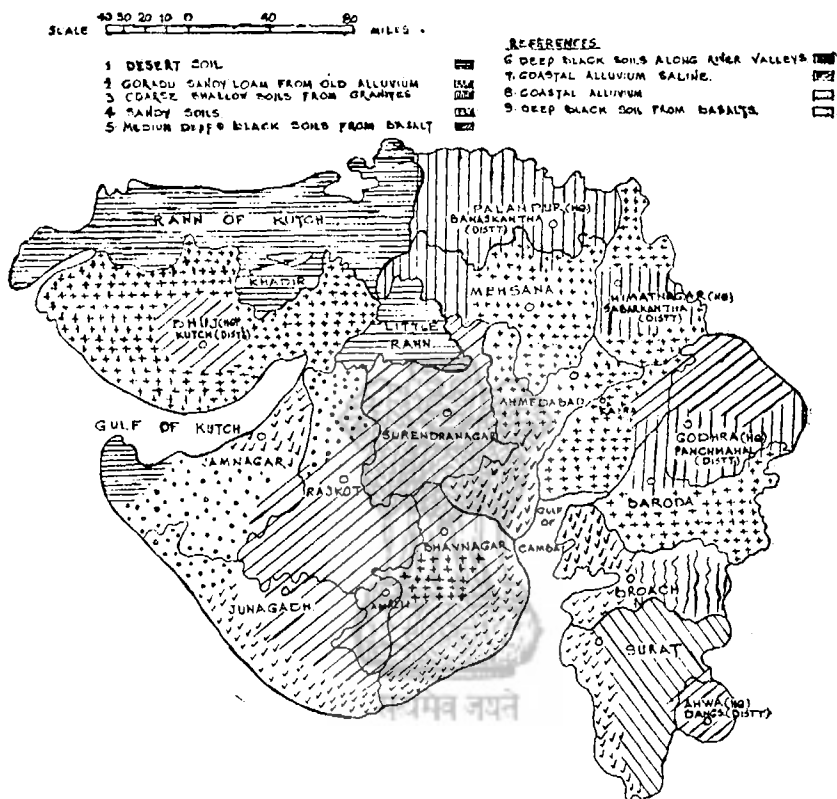 40 30 20 10 0 40 80
SCALE MILES.
REFERENCES
1 DESERT SOIL
2 GORADU SANDY LOAM FROM OLD ALLUVIUM
3 COARSE SHALLOW SOILS FROM GRANITES
4 SANDY SOILS
5 MEDIUM DEEP BLACK SOILS FROM BASALT
6 DEEP BLACK SOILS ALONG RIVER VALLEYS
7. COASTAL ALLUVIUM SALINE.
8. COASTAL ALLUVIUM
9. DEEP BLACK SOIL FROM BASALTS
RANN OF KUTCH
PALANPUR (HQ)
BANASKANTHA
(DISTT)
KHADIR
MEHSANA
HIMATNAGAR (HQ)
SABARKANTHA
(DISTT)
BHUJ (HQ)
KUTCH (DISTT)
LITTLE
RANN
AHMEDABAD
KAIRA
GULF OF KUTCH
SURENDRANAGAR
GODHRA (HQ)
PANCHMAHAL
(DISTT)
JAMNAGAR
RAJKOT
BARODA
GULF
OF
CAMBAY
BHAVNAGAR
BROACH
JUNAGADH
AMRELI
SURAT
AHWA (HQ)
DANGS (DISTT)
सत्यमेव जयते